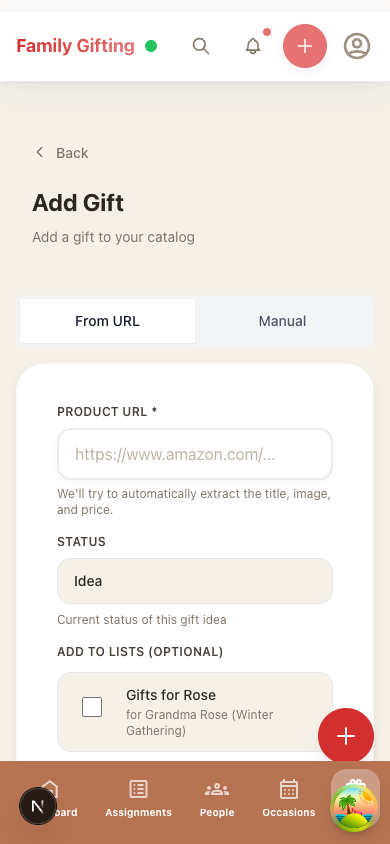 Family Gifting
Back
Add Gift
Add a gift to your catalog
From URL
Manual
PRODUCT URL *
https://www.amazon.com/...
We'll try to automatically extract the title, image,
and price.
STATUS
Idea
Current status of this gift idea
ADD TO LISTS (OPTIONAL)
Gifts for Rose
for Grandma Rose (Winter
Gathering)
N
Assignments
People
Occasions